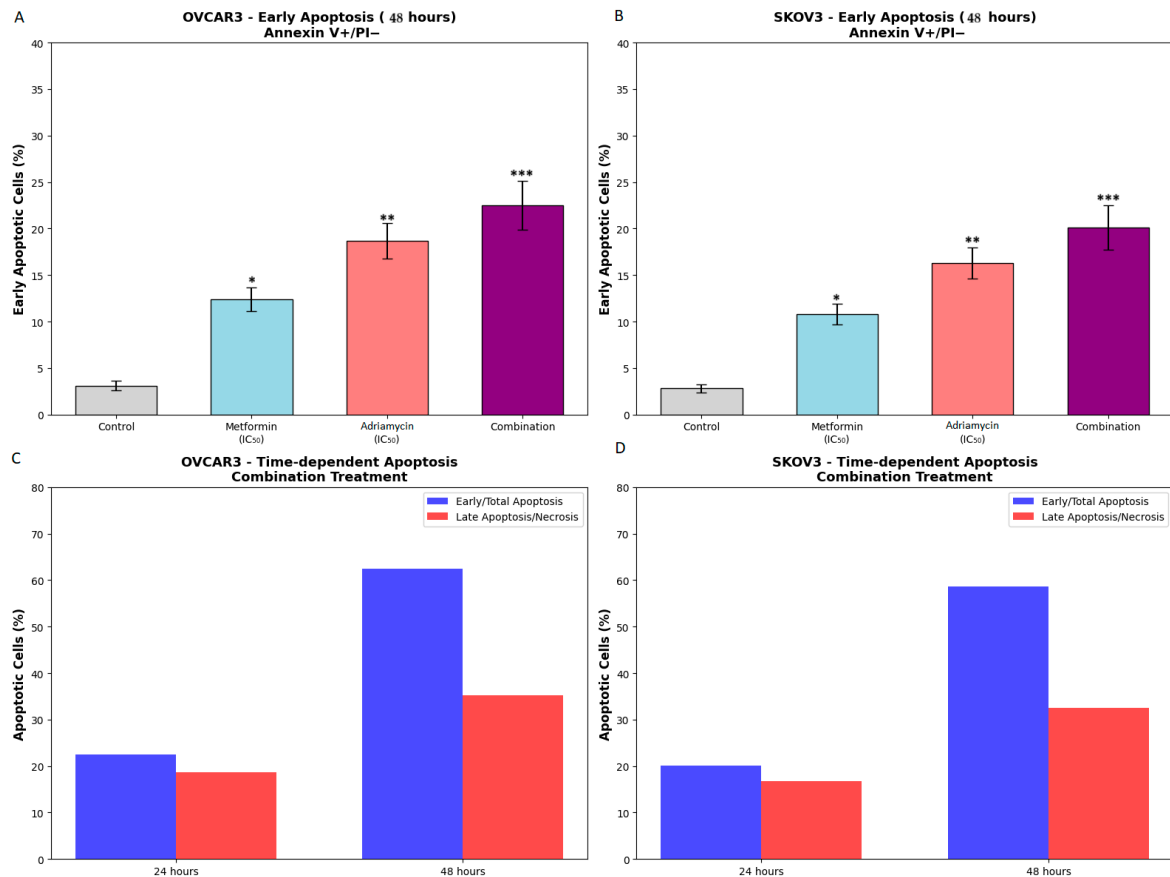 A
OVCAR3 - Early Apoptosis ( 48 hours)
Annexin V+/PI−
Early Apoptotic Cells (%)
40
35
30
25
20
15
10
5
0
*
**
***
Control
Metformin
(IC₅₀)
Adriamycin
(IC₅₀)
Combination
B
SKOV3 - Early Apoptosis ( 48 hours)
Annexin V+/PI−
Early Apoptotic Cells (%)
40
35
30
25
20
15
10
5
0
*
**
***
Control
Metformin
(IC₅₀)
Adriamycin
(IC₅₀)
Combination
C
OVCAR3 - Time-dependent Apoptosis
Combination Treatment
Apoptotic Cells (%)
80
70
60
50
40
30
20
10
0
Early/Total Apoptosis
Late Apoptosis/Necrosis
24 hours
48 hours
D
SKOV3 - Time-dependent Apoptosis
Combination Treatment
Apoptotic Cells (%)
80
70
60
50
40
30
20
10
0
Early/Total Apoptosis
Late Apoptosis/Necrosis
24 hours
48 hours